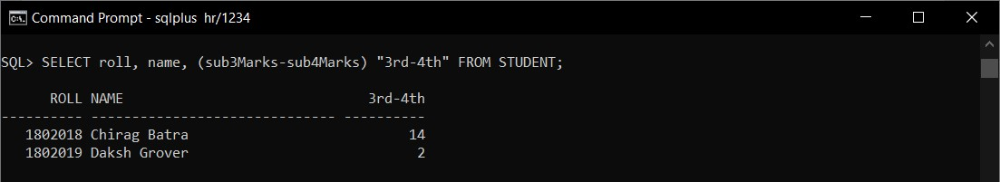 Command Prompt - sqlplus  hr/1234
SQL> SELECT roll, name, (sub3Marks-sub4Marks) "3rd-4th" FROM STUDENT;
      ROLL NAME                              3rd-4th
---------- ------------------------------ ----------
   1802018 Chirag Batra                           14
   1802019 Daksh Grover                            2